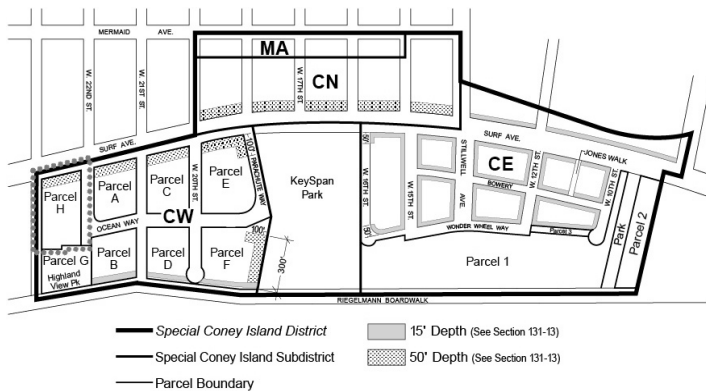 MERMAID AVE.
MA
CN
W. 22ND ST.
W. 21ST ST.
W. 17TH ST.
SURF AVE.
SURF AVE.
100'
PARACHUTE WAY
50'
STILLWELL AVE.
CE
W. 12TH ST.
JONES WALK
W. 10TH ST.
Parcel H
Parcel A
Parcel C
W. 20TH ST.
Parcel E
KeySpan Park
W. 16TH ST.
W. 15TH ST.
BOWERY
OCEAN WAY
CW
100'
50'
WONDER WHEEL WAY
Parcel 3
Park
Parcel 2
Parcel G
Highland View Pk
Parcel B
Parcel D
Parcel F
300'
Parcel 1
RIEGELMANN BOARDWALK
Special Coney Island District
15' Depth (See Section 131-13)
Special Coney Island Subdistrict
50' Depth (See Section 131-13)
Parcel Boundary